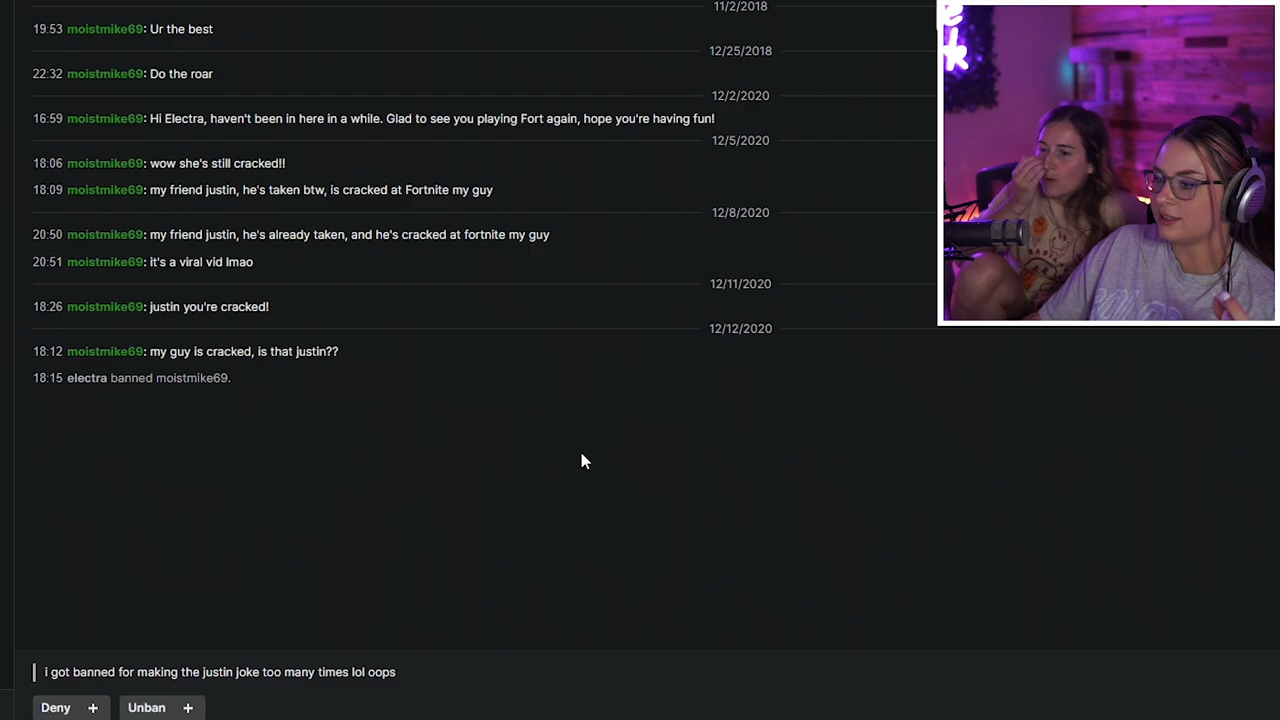 11/2/2018
19:53 moistmike69: Ur the best
12/25/2018
22:32 moistmike69: Do the roar
12/2/2020
16:59 moistmike69: Hi Electra, haven't been in here in a while. Glad to see you playing Fort again, hope you're having fun!
12/5/2020
18:06 moistmike69: wow she's still cracked!!
18:09 moistmike69: my friend justin, he's taken btw, is cracked at Fortnite my guy
12/8/2020
20:50 moistmike69: my friend justin, he's already taken, and he's cracked at fortnite my guy
20:51 moistmike69: it's a viral vid lmao
12/11/2020
18:26 moistmike69: justin you're cracked!
12/12/2020
18:12 moistmike69: my guy is cracked, is that justin??
18:15 electra banned moistmike69.
i got banned for making the justin joke too many times lol oops
Deny + Unban +